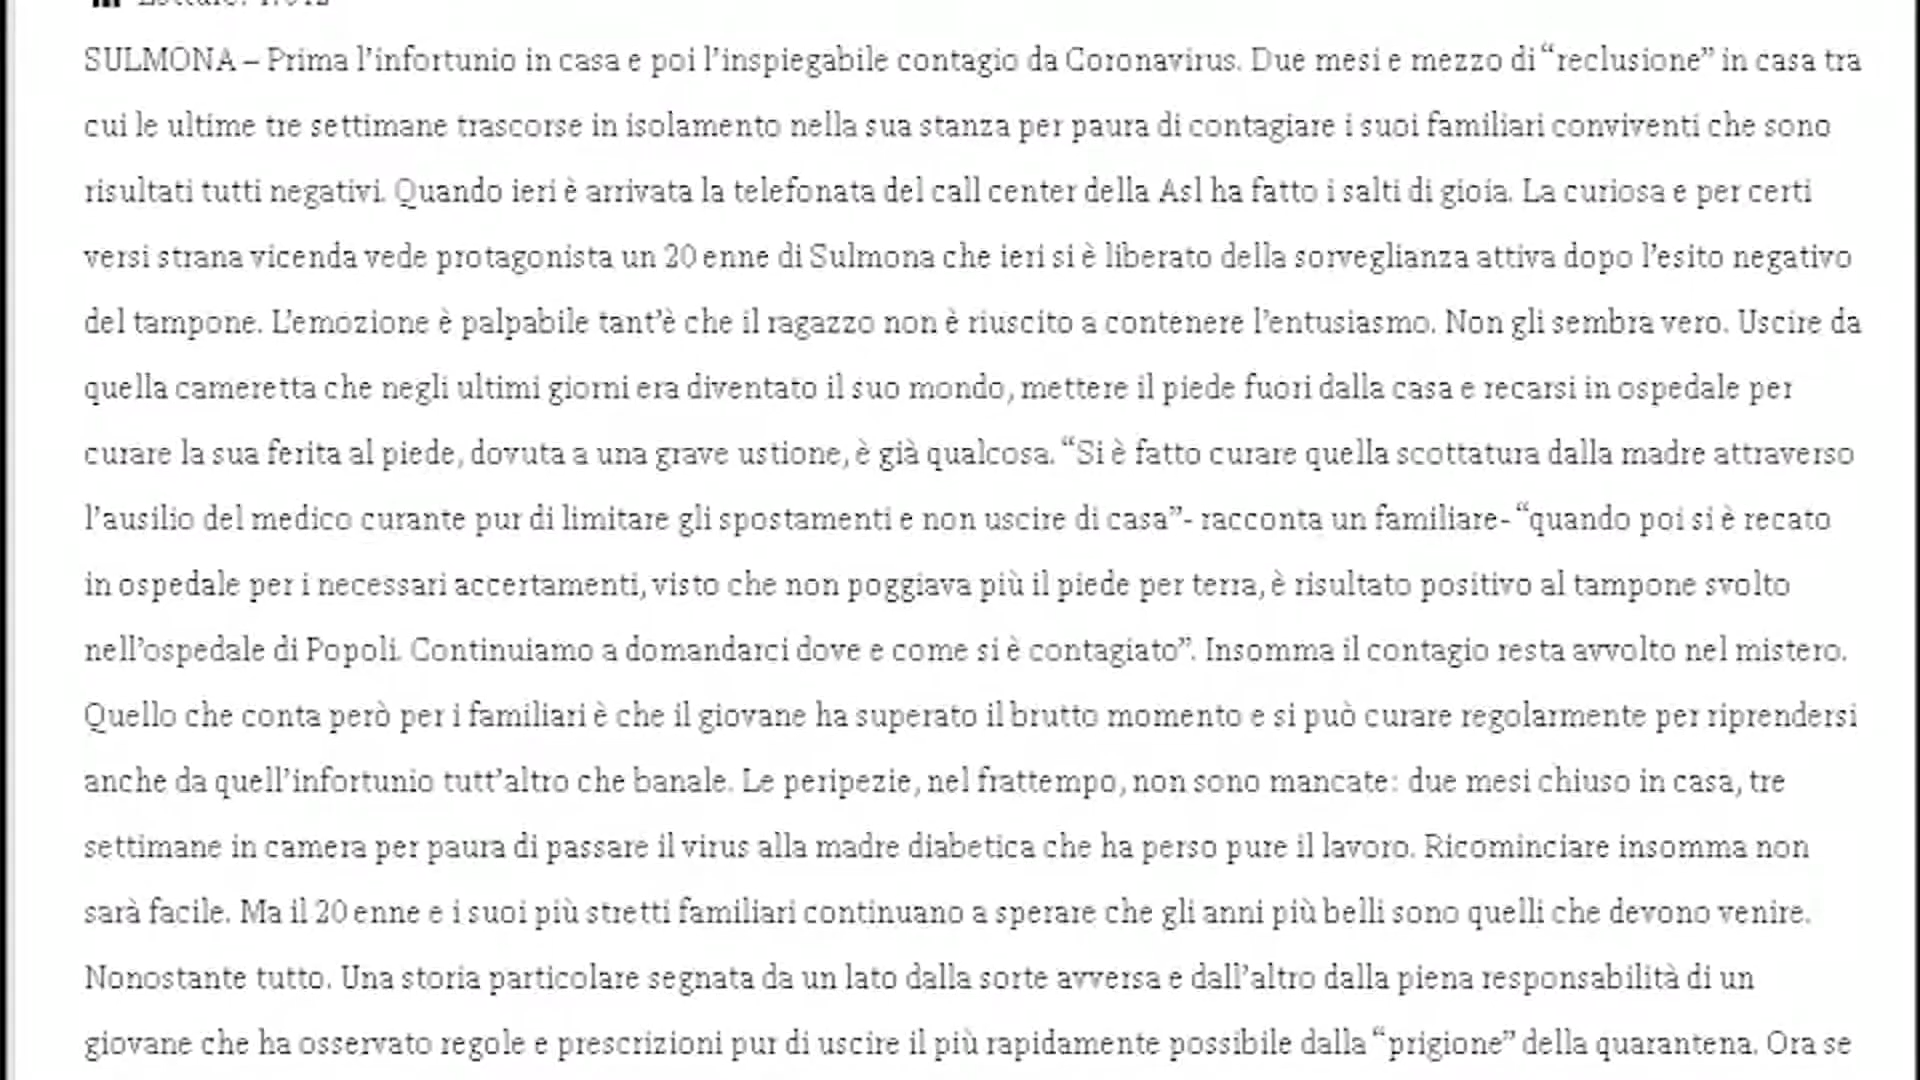 SULMONA – Prima l’infortunio in casa e poi l’inspiegabile contagio da Coronavirus. Due mesi e mezzo di “reclusione” in casa tra
cui le ultime tre settimane trascorse in isolamento nella sua stanza per paura di contagiare i suoi familiari conviventi che sono
risultati tutti negativi. Quando ieri è arrivata la telefonata del call center della Asl ha fatto i salti di gioia. La curiosa e per certi
versi strana vicenda vede protagonista un 20 enne di Sulmona che ieri si è liberato della sorveglianza attiva dopo l’esito negativo
del tampone. L’emozione è palpabile tant’è che il ragazzo non è riuscito a contenere l’entusiasmo. Non gli sembra vero. Uscire da
quella cameretta che negli ultimi giorni era diventato il suo mondo, mettere il piede fuori dalla casa e recarsi in ospedale per
curare la sua ferita al piede, dovuta a una grave ustione, è già qualcosa. “Si è fatto curare quella scottatura dalla madre attraverso
l’ausilio del medico curante pur di limitare gli spostamenti e non uscire di casa”- racconta un familiare- “quando poi si è recato
in ospedale per i necessari accertamenti, visto che non poggiava più il piede per terra, è risultato positivo al tampone svolto
nell’ospedale di Popoli. Continuiamo a domandarci dove e come si è contagiato”. Insomma il contagio resta avvolto nel mistero.
Quello che conta però per i familiari è che il giovane ha superato il brutto momento e si può curare regolarmente per riprendersi
anche da quell’infortunio tutt’altro che banale. Le peripezie, nel frattempo, non sono mancate: due mesi chiuso in casa, tre
settimane in camera per paura di passare il virus alla madre diabetica che ha perso pure il lavoro. Ricominciare insomma non
sarà facile. Ma il 20 enne e i suoi più stretti familiari continuano a sperare che gli anni più belli sono quelli che devono venire.
Nonostante tutto. Una storia particolare segnata da un lato dalla sorte avversa e dall’altro dalla piena responsabilità di un
giovane che ha osservato regole e prescrizioni pur di uscire il più rapidamente possibile dalla “prigione” della quarantena. Ora se